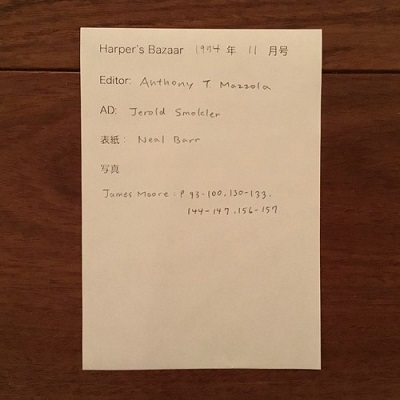 Harper's Bazaar 1974 年 11 月号
Editor: Anthony T. Mazzola
AD: Jerold Smokler
表紙： Neal Barr
写真
James Moore : P 93-100, 130-133,
144-147, 156-157